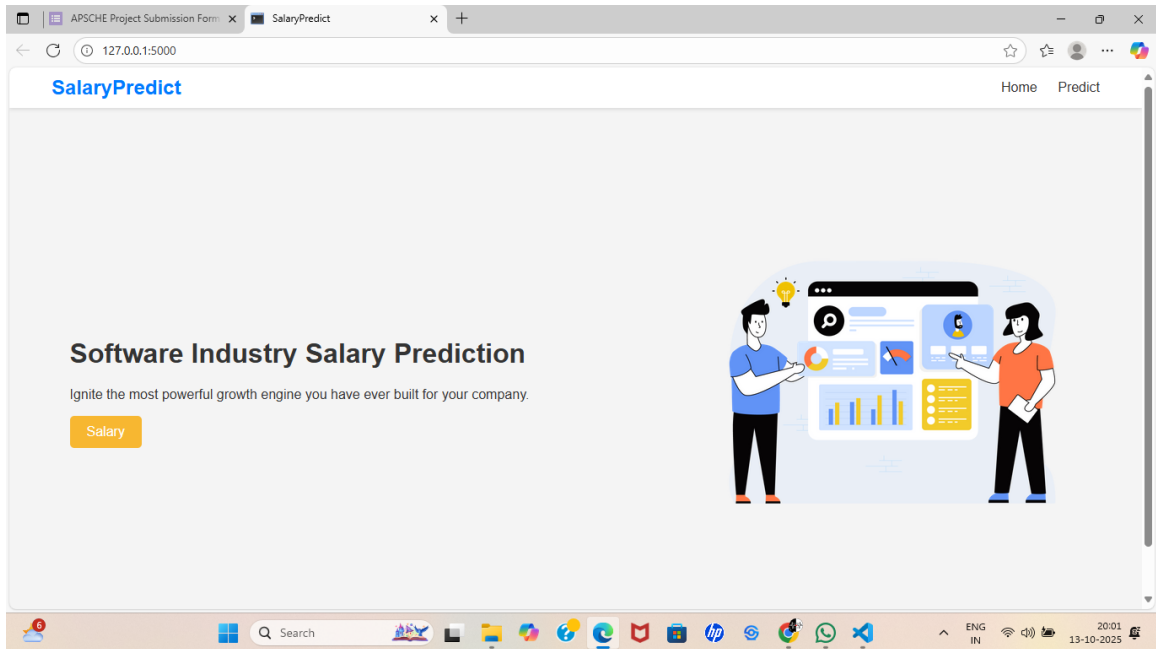 APSCHE Project Submission Form
SalaryPredict
127.0.0.1:5000
SalaryPredict
Home
Predict
Software Industry Salary Prediction
Ignite the most powerful growth engine you have ever built for your company.
Salary
6
Search
hp
ENG
IN
20:01
13-10-2025